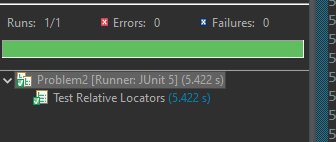 Runs: 1/1 Errors: 0 Failures: 0
Problem2 [Runner: JUnit 5] (5.422 s)
Test Relative Locators (5.422 s)